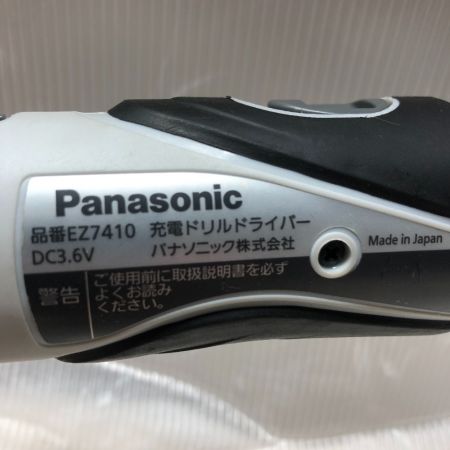 Panasonic
品番EZ7410 充電ドリルドライバー
DC3.6V パナソニック株式会社
Made in Japan
警告 ご使用前に取扱説明書を必ず
よくお読み
ください。